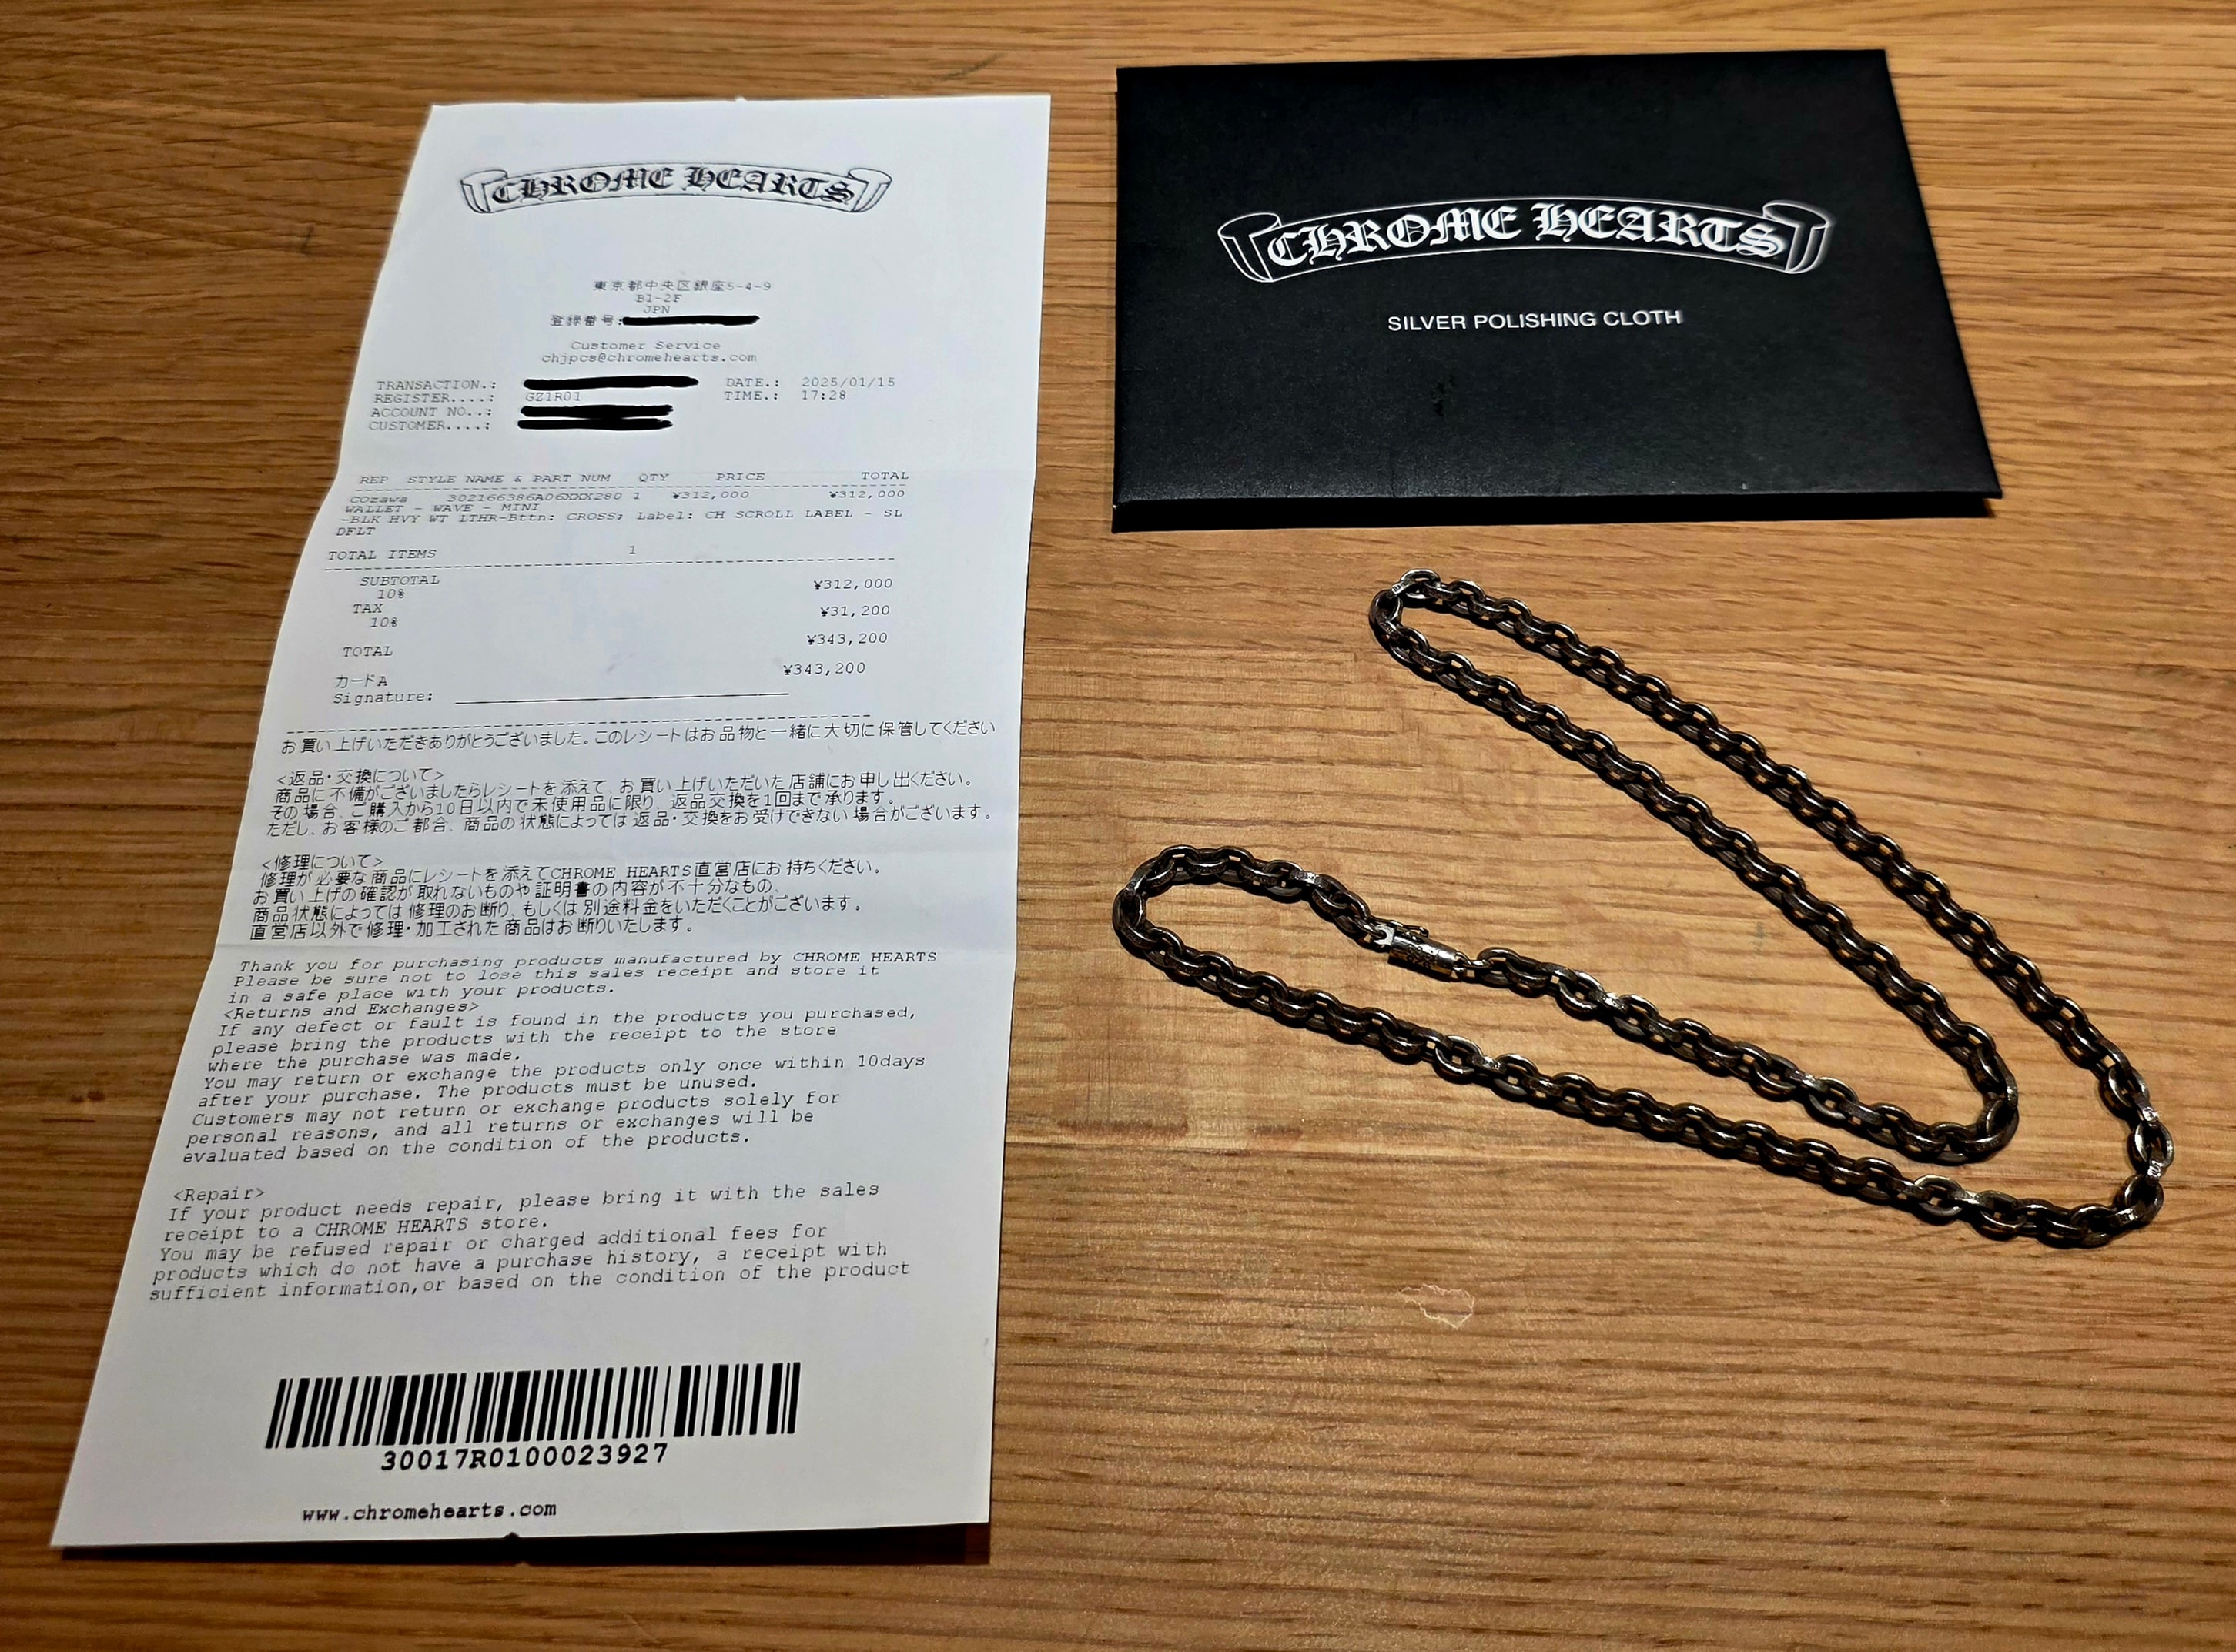 CHROME HEARTS
東京都中央区銀座5-4-9
B1-2F
JPN
登録番号:
Customer Service
chjpcs@chromehearts.com
TRANSACTION.: DATE.: 2025/01/15
REGISTER....: GZ1R01 TIME.: 17:28
ACCOUNT NO..:
CUSTOMER....:
REP STYLE NAME & PART NUM QTY PRICE TOTAL
COzawa 302166386A06XXX280 1 ¥312,000 ¥312,000
WALLET - WAVE - MINI
-BLK HVY WT LTHR-Bttn: CROSS; Label: CH SCROLL LABEL - SL
DFLT
TOTAL ITEMS 1
SUBTOTAL ¥312,000
10%
TAX ¥31,200
10%
¥343,200
TOTAL
¥343,200
カードA
Signature:
お買い上げいただきありがとうございました。このレシートはお品物と一緒に大切に保管してください
<返品・交換について>
商品に不備がございましたらレシートを添えて、お買い上げいただいた店舗にお申し出ください。
その場合、ご購入から10日以内で未使用品に限り、返品交換を1回まで承ります。
ただし、お客様のご都合、商品の状態によっては返品・交換をお受けできない場合がございます。
<修理について>
修理が必要な商品にレシートを添えてCHROME HEARTS直営店にお持ちください。
お買い上げの確認が取れないものや証明書の内容が不十分なもの、
商品状態によっては修理のお断り、もしくは別途料金をいただくことがございます。
直営店以外で修理・加工された商品はお断りいたします。
Thank you for purchasing products manufactured by CHROME HEARTS
Please be sure not to lose this sales receipt and store it
in a safe place with your products.
<Returns and Exchanges>
If any defect or fault is found in the products you purchased,
please bring the products with the receipt to the store
where the purchase was made.
You may return or exchange the products only once within 10days
after your purchase. The products must be unused.
Customers may not return or exchange products solely for
personal reasons, and all returns or exchanges will be
evaluated based on the condition of the products.
<Repair>
If your product needs repair, please bring it with the sales
receipt to a CHROME HEARTS store.
You may be refused repair or charged additional fees for
products which do not have a purchase history, a receipt with
sufficient information,or based on the condition of the product
30017R0100023927
www.chromehearts.com
CHROME HEARTS
SILVER POLISHING CLOTH